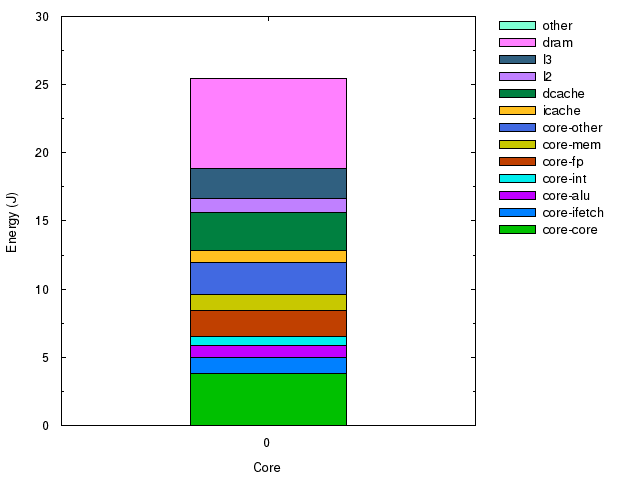 30
25
20
15
10
5
0
Energy (J)
0
Core
other
dram
l3
l2
dcache
icache
core-other
core-mem
core-fp
core-int
core-alu
core-ifetch
core-core